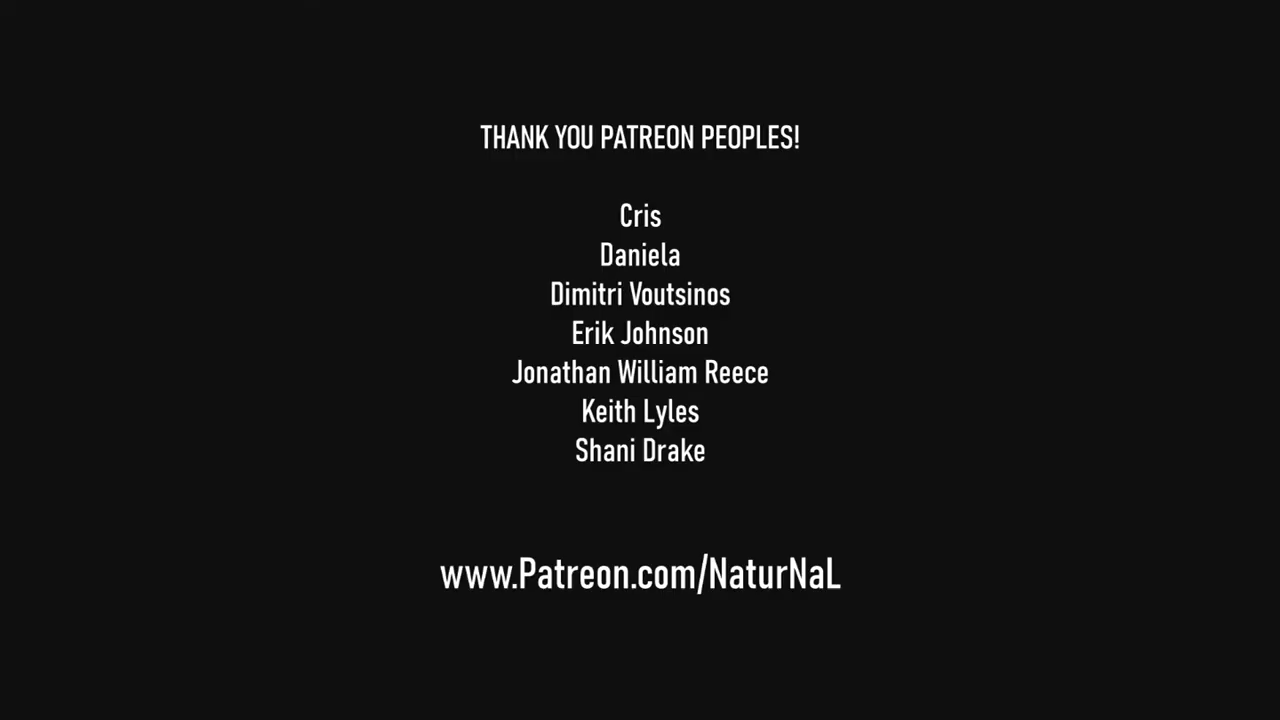 THANK YOU PATREON PEOPLES!
Cris
Daniela
Dimitri Voutsinos
Erik Johnson
Jonathan William Reece
Keith Lyles
Shani Drake
www.Patreon.com/NaturNaL